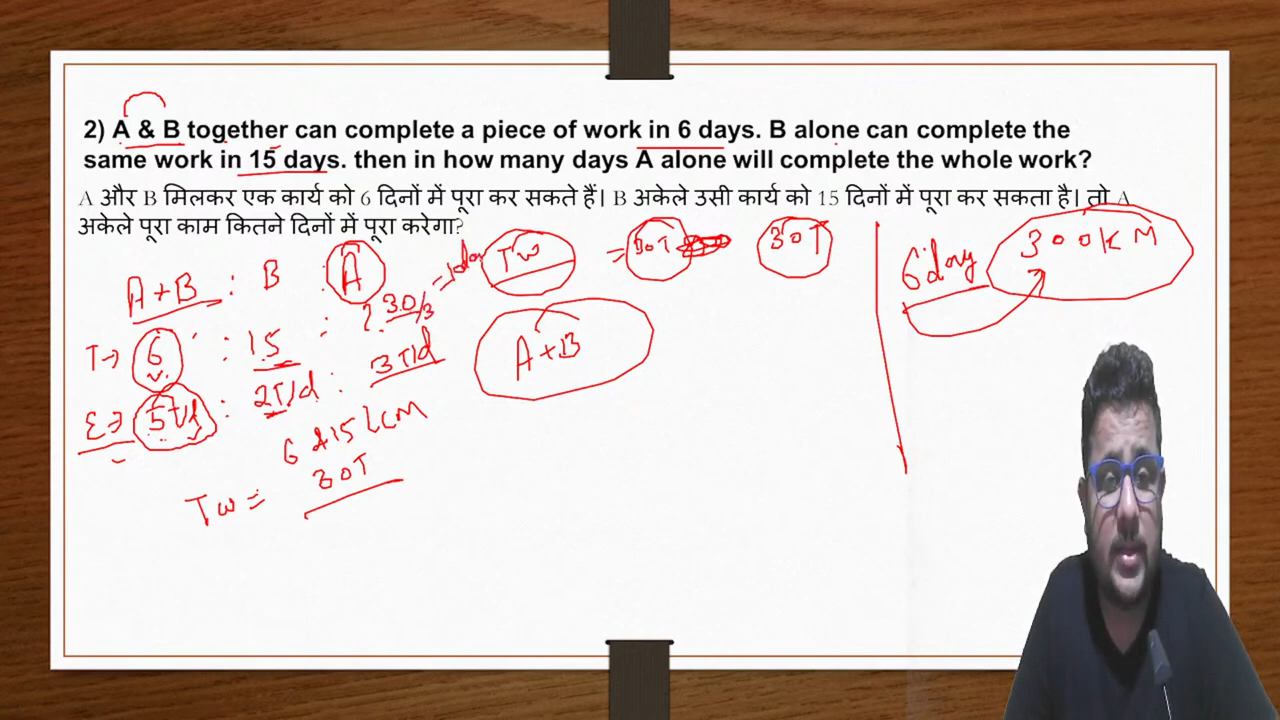 2) A & B together can complete a piece of work in 6 days. B alone can complete the
same work in 15 days. then in how many days A alone will complete the whole work?
A और B मिलकर एक कार्य को 6 दिनों में पूरा कर सकते हैं। B अकेले उसी कार्य को 15 दिनों में पूरा कर सकता है। तो A
अकेले पूरा काम कितने दिनों में पूरा करेगा?
A+B : B : A = 1day TW = 30T 30T
6 day 300KM
T→ 6 : 15 : ? 30/3
A+B
E→ 5T/d : 2T/d : 3T/d
6 & 15 LCM
Tw = 30T